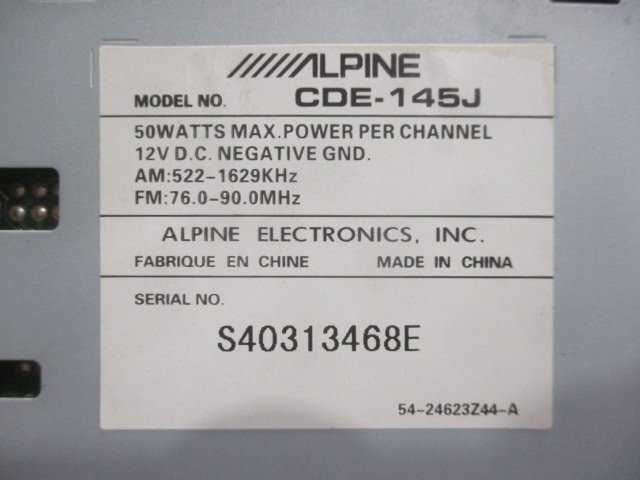 ALPINE
MODEL NO. CDE-145J
50WATTS MAX.POWER PER CHANNEL
12V D.C. NEGATIVE GND.
AM:522-1629KHz
FM:76.0-90.0MHz
ALPINE ELECTRONICS, INC.
FABRIQUE EN CHINE MADE IN CHINA
SERIAL NO.
S40313468E
54-24623Z44-A